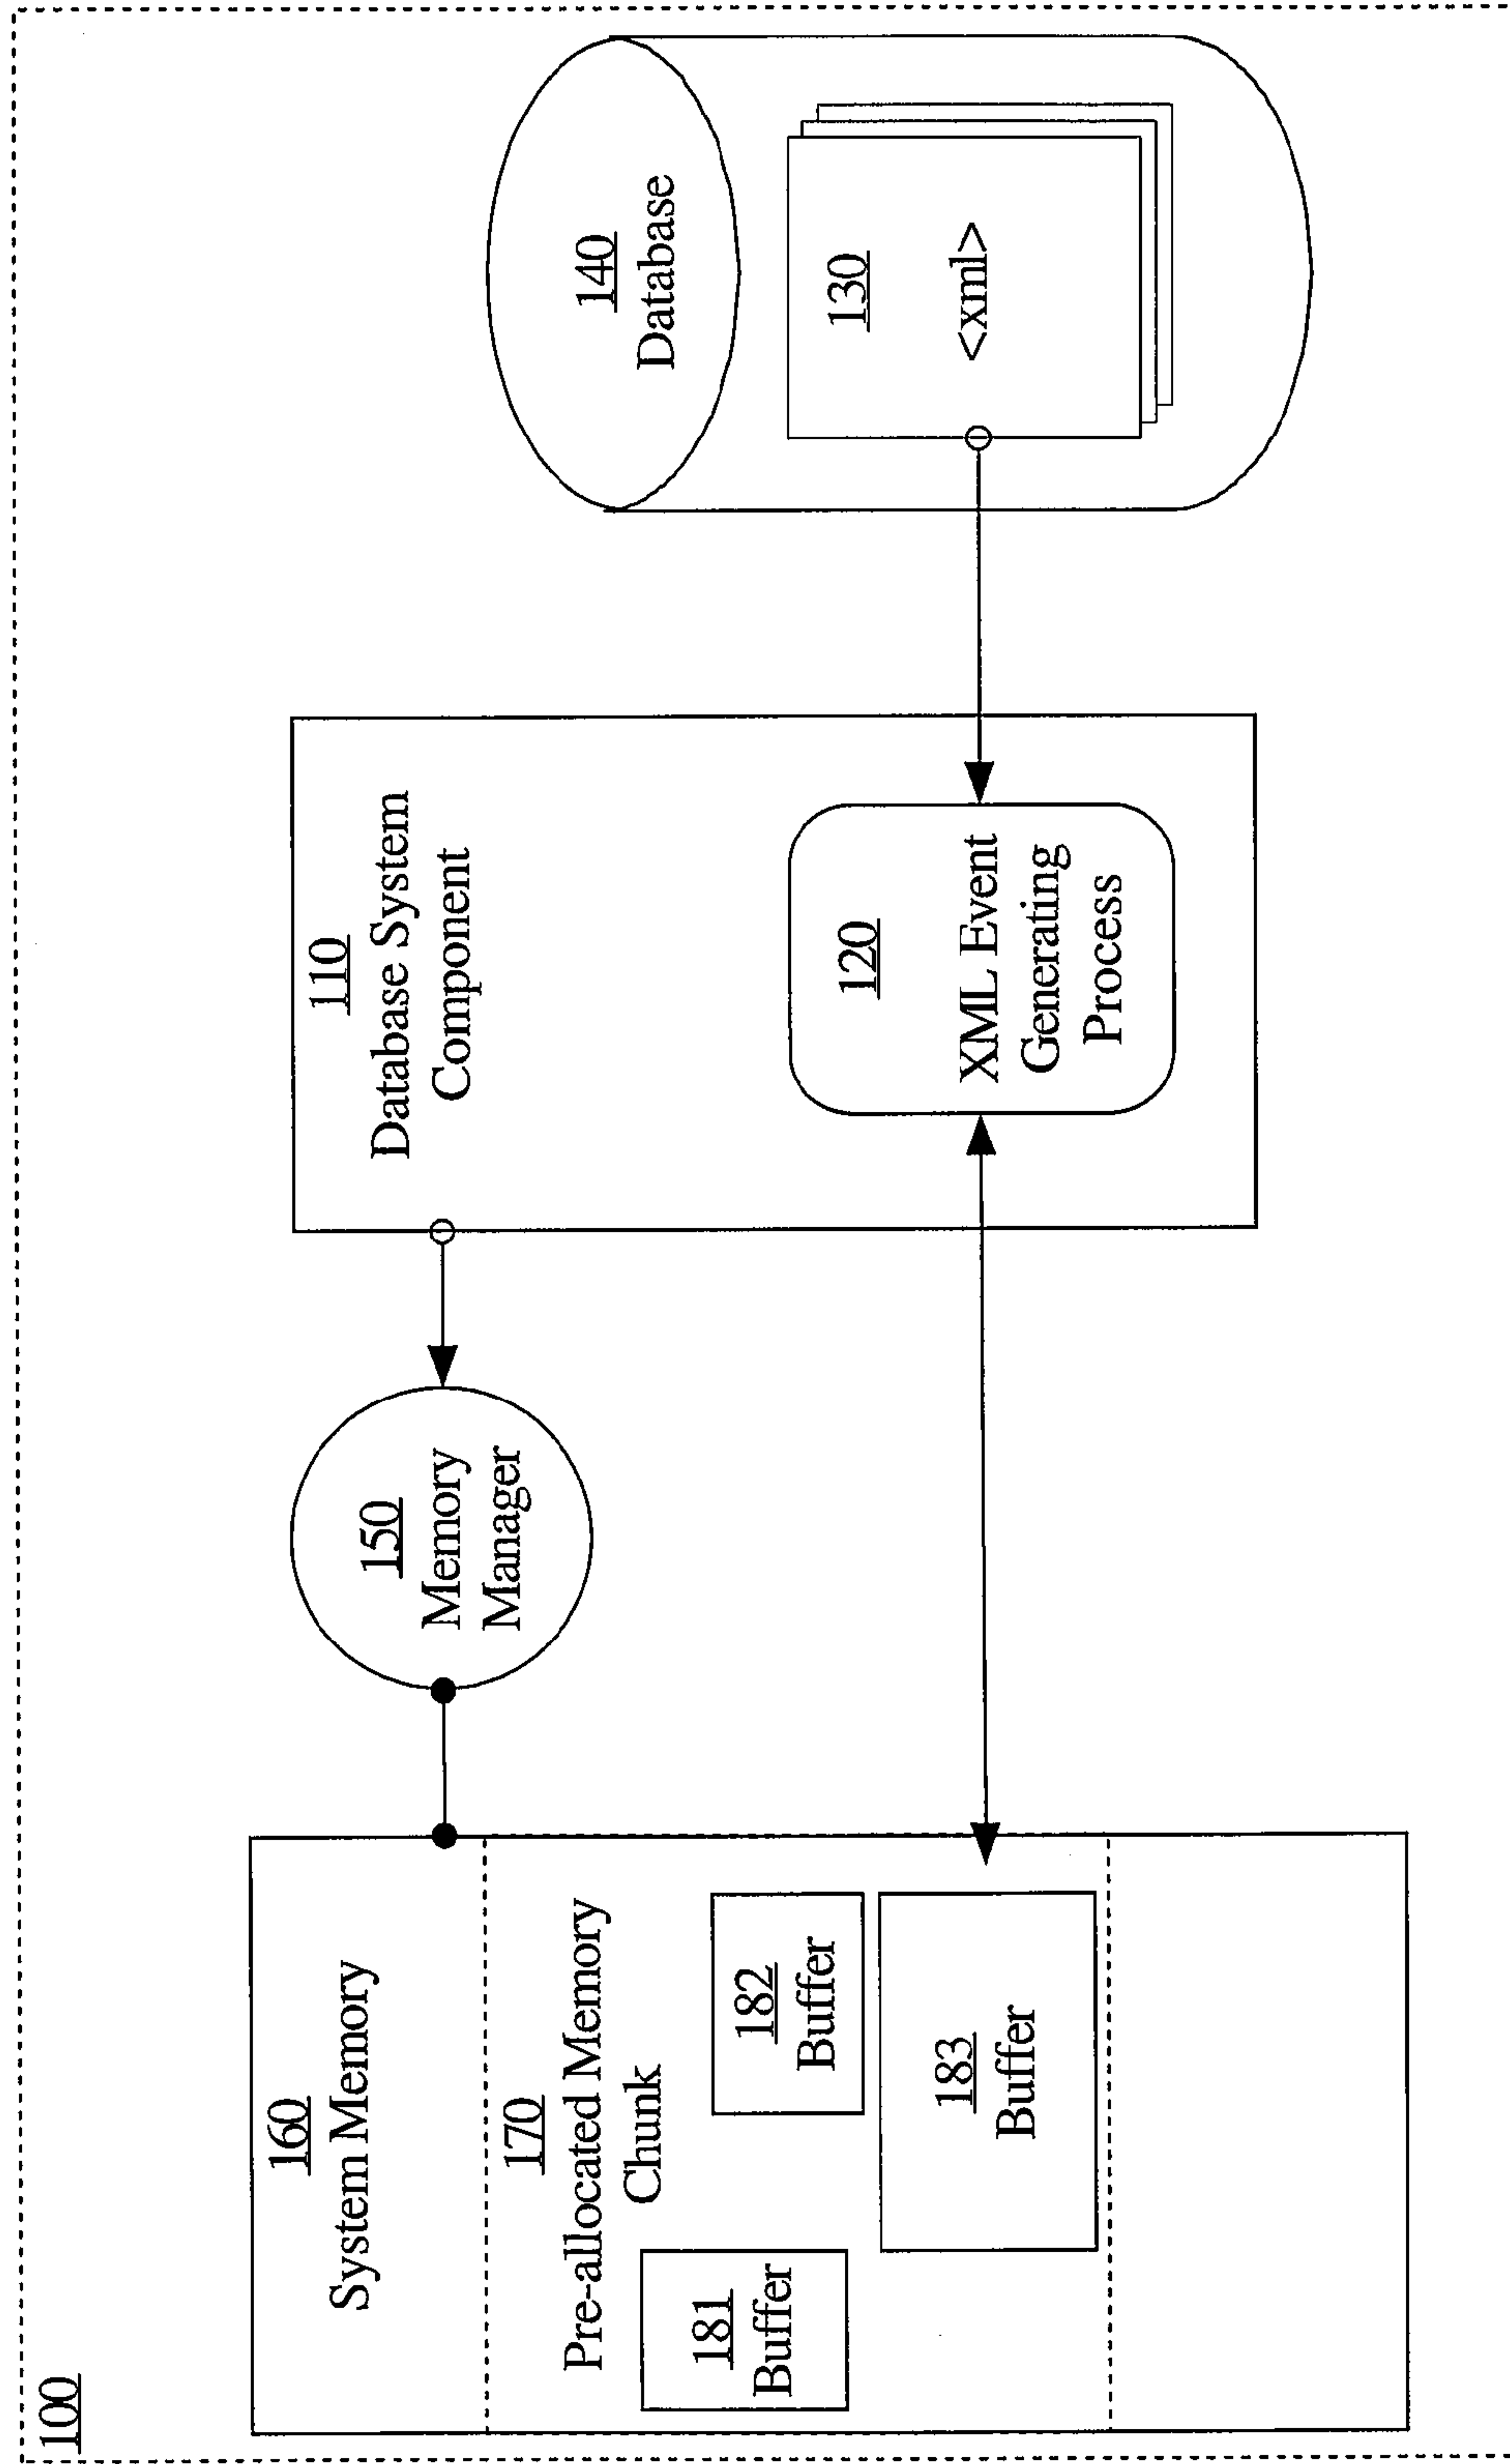 100
160
System Memory
170
Pre-allocated Memory
Chunk
181
Buffer
182
Buffer
183
Buffer
150
Memory
Manager
110
Database System
Component
120
XML Event
Generating
Process
140
Database
130
<xml>